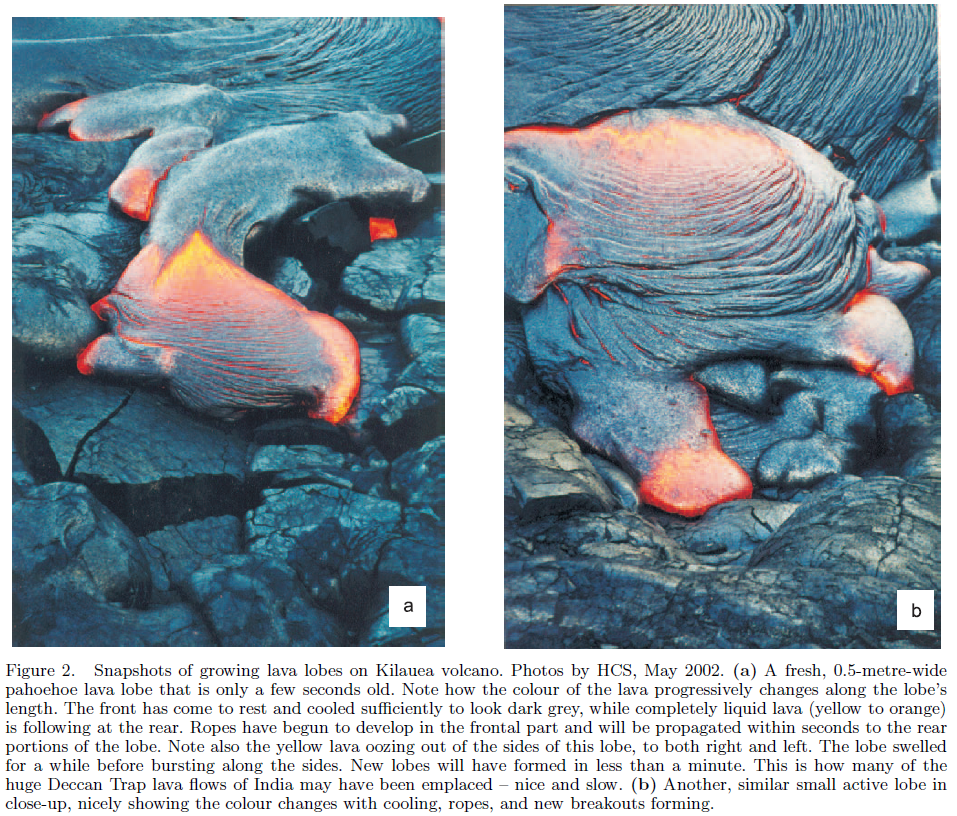 a
b
Figure 2. Snapshots of growing lava lobes on Kilauea volcano. Photos by HCS, May 2002. (a) A fresh, 0.5-metre-wide
pahoehoe lava lobe that is only a few seconds old. Note how the colour of the lava progressively changes along the lobe's
length. The front has come to rest and cooled sufficiently to look dark grey, while completely liquid lava (yellow to orange)
is following at the rear. Ropes have begun to develop in the frontal part and will be propagated within seconds to the rear
portions of the lobe. Note also the yellow lava oozing out of the sides of this lobe, to both right and left. The lobe swelled
for a while before bursting along the sides. New lobes will have formed in less than a minute. This is how many of the
huge Deccan Trap lava flows of India may have been emplaced – nice and slow. (b) Another, similar small active lobe in
close-up, nicely showing the colour changes with cooling, ropes, and new breakouts forming.